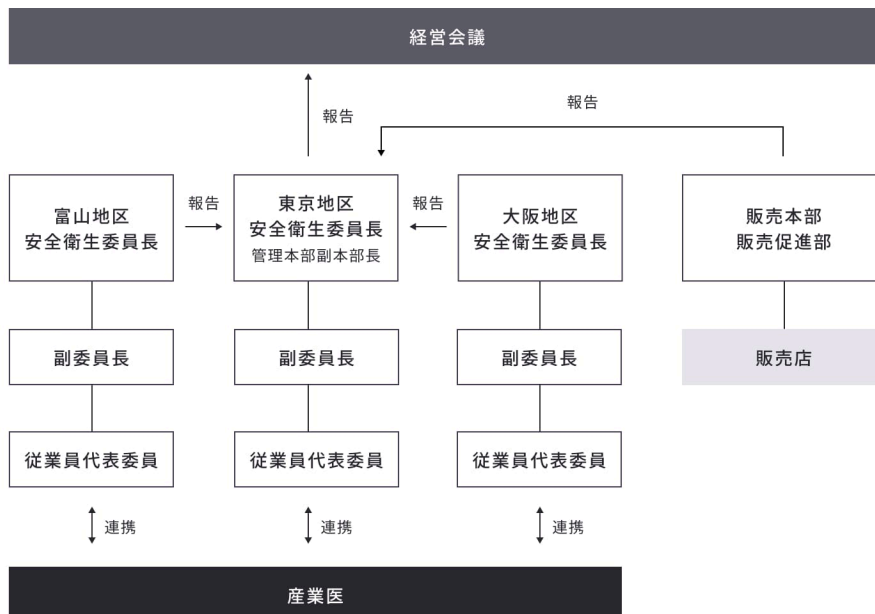 経営会議
報告
報告
富山地区
安全衛生委員長
報告
東京地区
安全衛生委員長
管理本部副本部長
報告
大阪地区
安全衛生委員長
販売本部
販売促進部
副委員長
副委員長
副委員長
販売店
従業員代表委員
従業員代表委員
従業員代表委員
連携
連携
連携
産業医